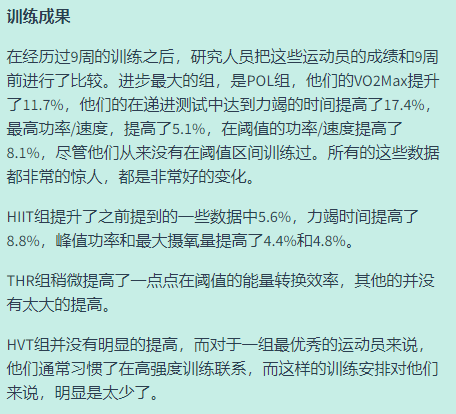 训练成果
在经历过9周的训练之后，研究人员把这些运动员的成绩和9周
前进行了比较。进步最大的组，是POL组，他们的VO2Max提升
了11.7%，他们的在递进测试中达到力竭的时间提高了17.4%，
最高功率/速度，提高了5.1%，在阈值的功率/速度提高了
8.1%，尽管他们从来没有在阈值区间训练过。所有的这些数据
都非常的惊人，都是非常好的变化。
HIIT组提升了之前提到的一些数据中5.6%，力竭时间提高了
8.8%，峰值功率和最大摄氧量提高了4.4%和4.8%。
THR组稍微提高了一点点在阈值的能量转换效率，其他的并没
有太大的提高。
HVT组并没有明显的提高，而对于一组最优秀的运动员来说，
他们通常习惯了在高强度训练联系，而这样的训练安排对他们
来说，明显是太少了。